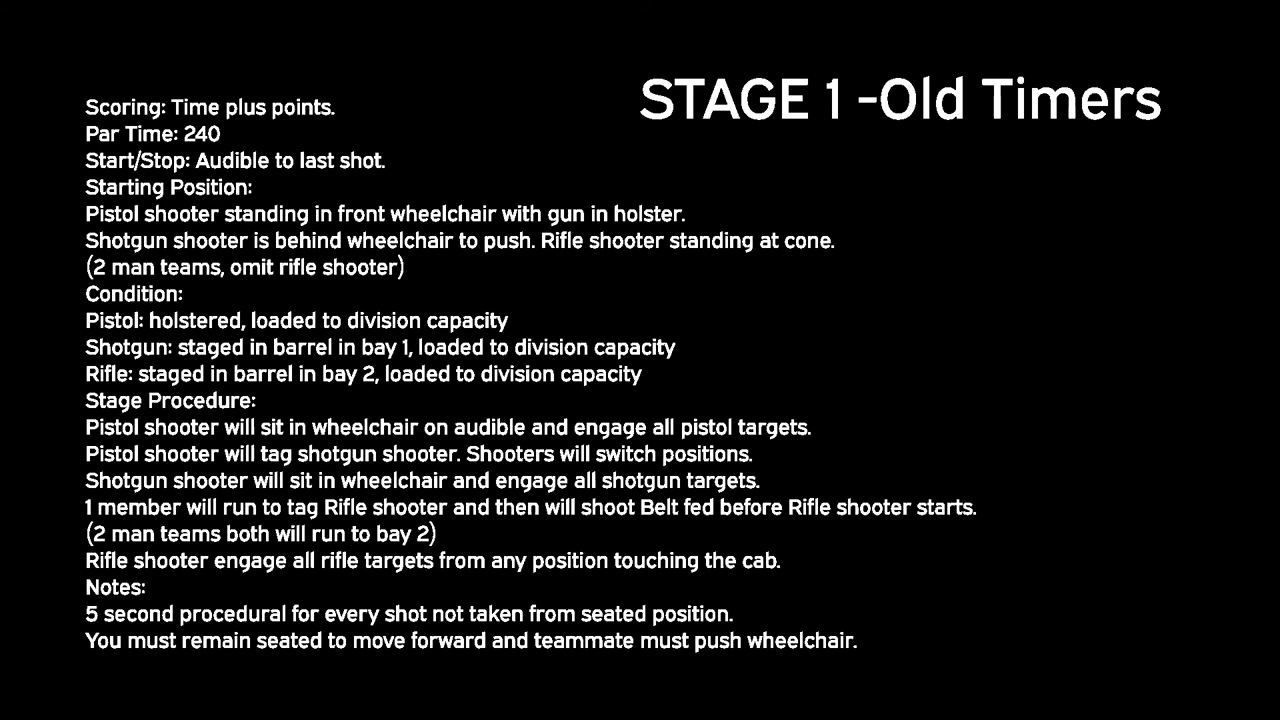 STAGE 1 -Old Timers
Scoring: Time plus points.
Par Time: 240
Start/Stop: Audible to last shot.
Starting Position:
Pistol shooter standing in front wheelchair with gun in holster.
Shotgun shooter is behind wheelchair to push. Rifle shooter standing at cone.
(2 man teams, omit rifle shooter)
Condition:
Pistol: holstered, loaded to division capacity
Shotgun: staged in barrel in bay 1, loaded to division capacity
Rifle: staged in barrel in bay 2, loaded to division capacity
Stage Procedure:
Pistol shooter will sit in wheelchair on audible and engage all pistol targets.
Pistol shooter will tag shotgun shooter. Shooters will switch positions.
Shotgun shooter will sit in wheelchair and engage all shotgun targets.
1 member will run to tag Rifle shooter and then will shoot Belt fed before Rifle shooter starts.
(2 man teams both will run to bay 2)
Rifle shooter engage all rifle targets from any position touching the cab.
Notes:
5 second procedural for every shot not taken from seated position.
You must remain seated to move forward and teammate must push wheelchair.